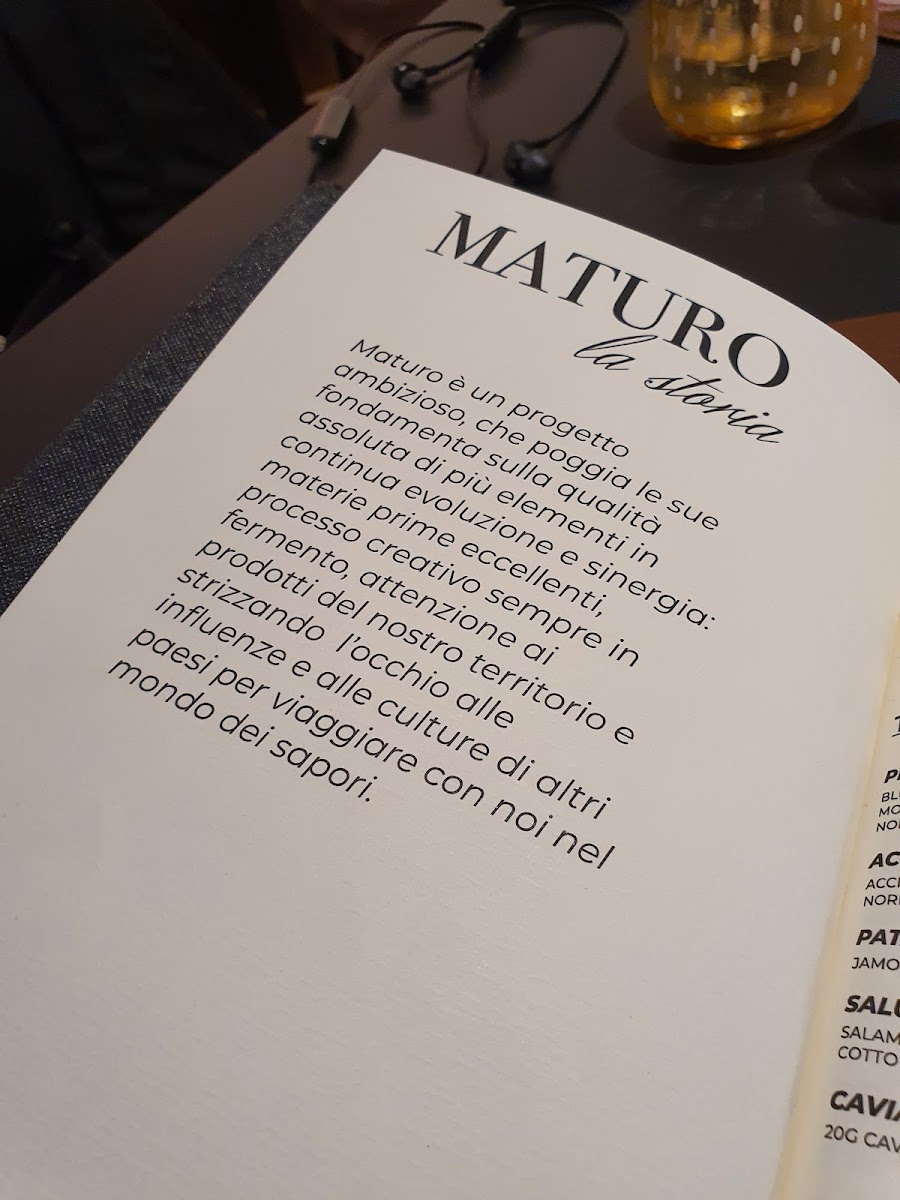 MATURO
la storia
Maturo è un progetto
ambizioso, che poggia le sue
fondamenta sulla qualità
assoluta di più elementi in
continua evoluzione e sinergia:
materie prime eccellenti,
processo creativo sempre in
fermento, attenzione ai
prodotti del nostro territorio e
strizzando l'occhio alle
influenze e alle culture di altri
paesi per viaggiare con noi nel
mondo dei sapori.
20G